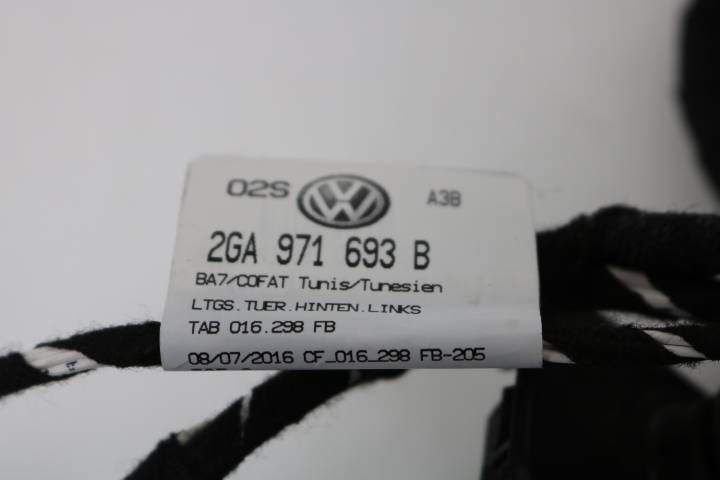 02S VW A3B
2GA 971 693 B
BA7/COFAT Tunis/Tunesien
LTGS.TUER.HINTEN.LINKS
TAB 016.298 FB
08/07/2016 CF_016_298 FB-205